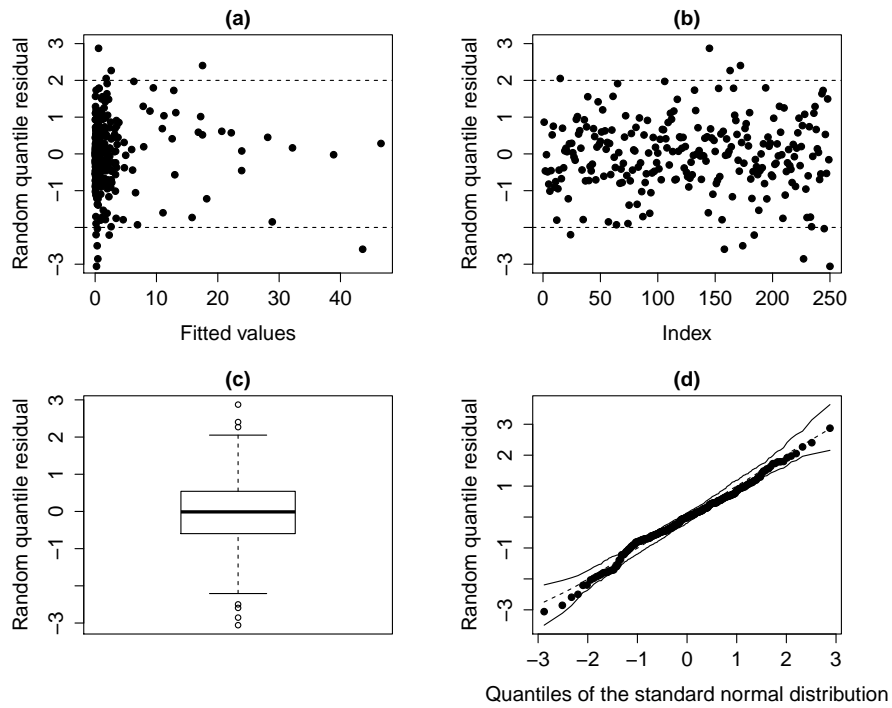 (a)
Random quantile residual
3
2
1
0
−1
−3
0 10 20 30 40
Fitted values
(b)
Random quantile residual
3
2
1
0
−1
−3
0 50 100 150 200 250
Index
(c)
Random quantile residual
3
2
1
0
−1
−3
(d)
Random quantile residual
3
2
1
−1
−3
−3 −2 −1 0 1 2 3
Quantiles of the standard normal distribution